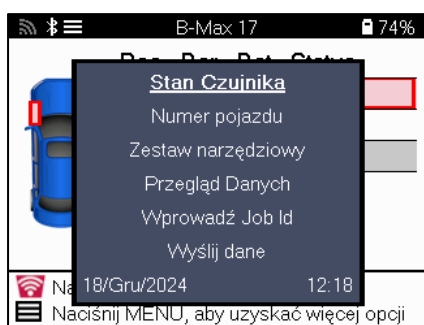 B-Max 17 74%
Stan Czujnika
Numer pojazdu
Zestaw narzędziowy
Przegląd Danych
Wprowadź Job Id
Wyślij dane
18/Gru/2024 12:18
Naciśnij MENU, aby uzyskać więcej opcji